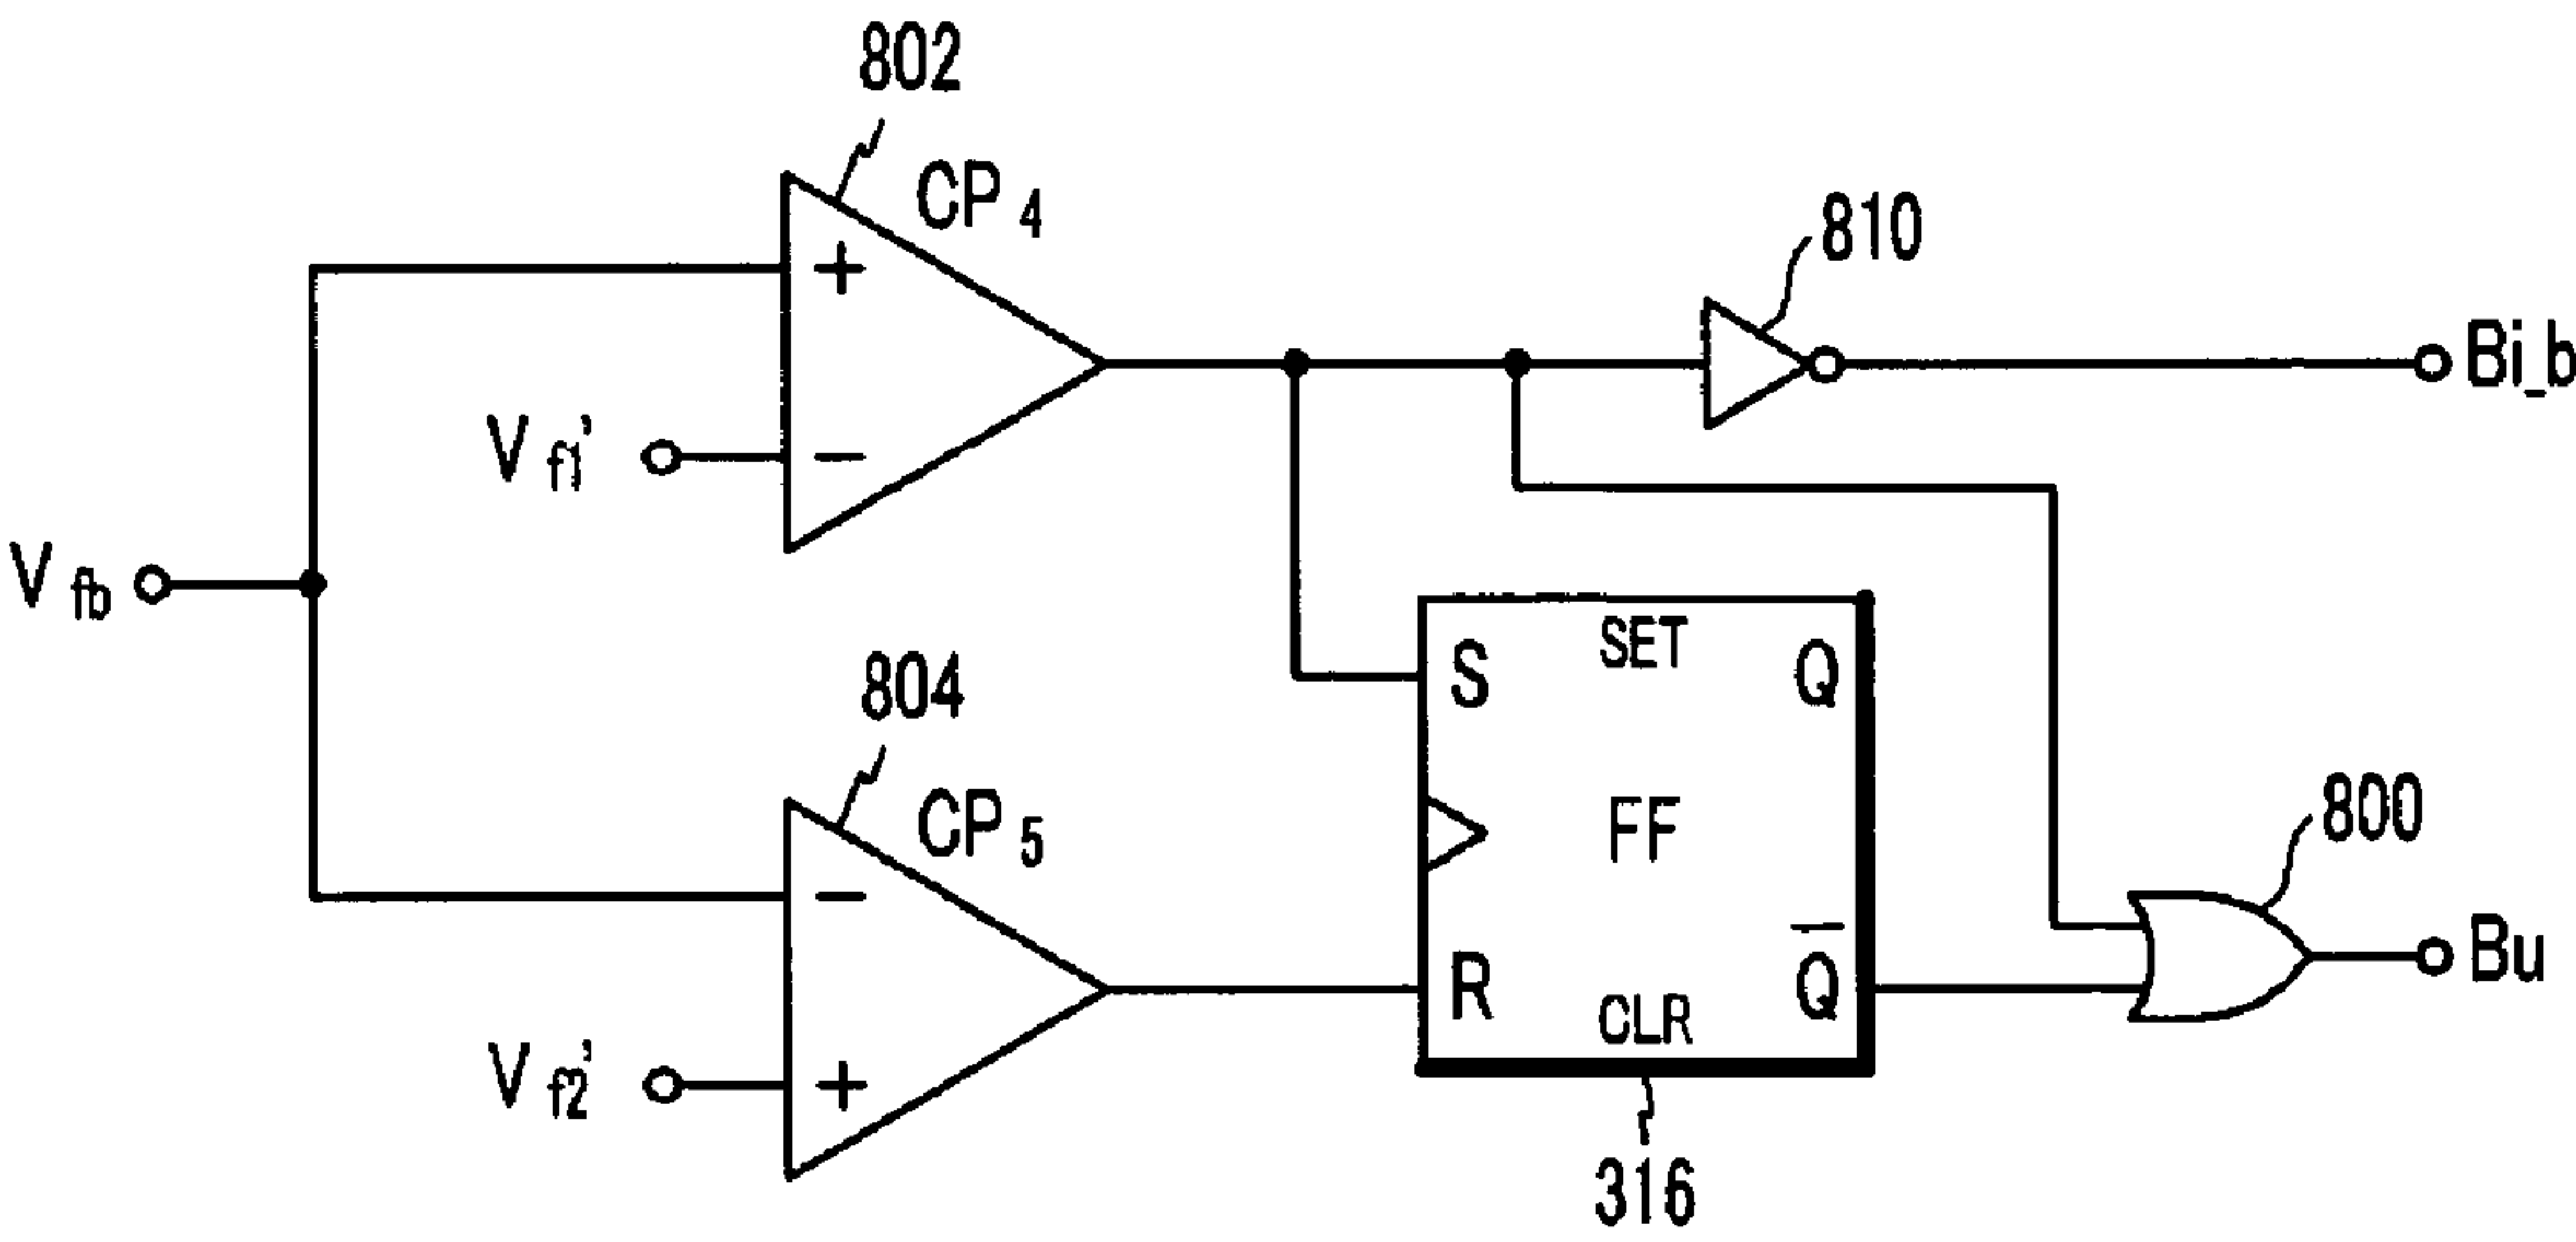 802
CP 4
810
Bi_b
V f1'
V fb
SET
S
Q
804
CP 5
FF
800
Bu
R
Q̅
CLR
V f2'
316